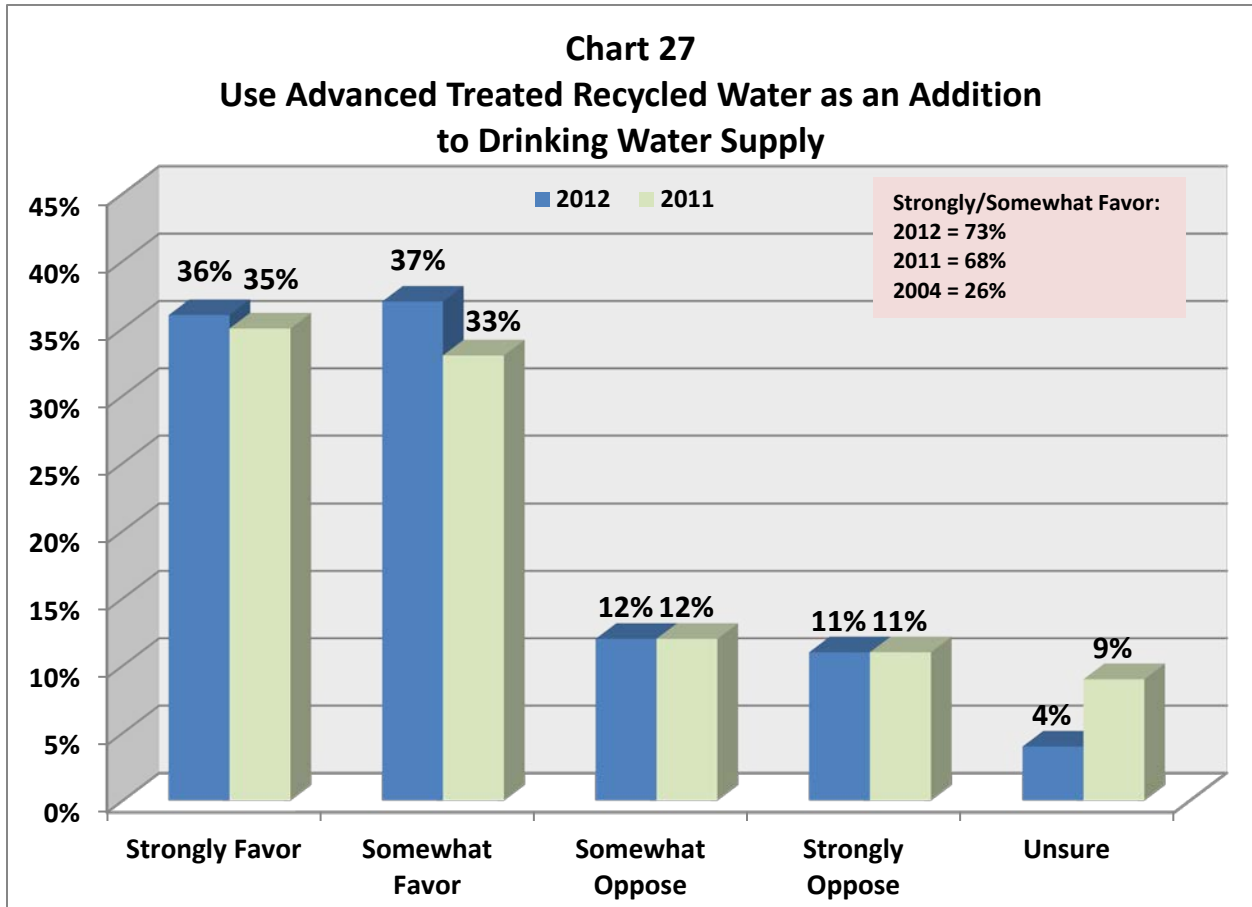 Chart 27
Use Advanced Treated Recycled Water as an Addition
to Drinking Water Supply
2012 2011
Strongly/Somewhat Favor:
2012 = 73%
2011 = 68%
2004 = 26%
45%
40%
35%
30%
25%
20%
15%
10%
5%
0%
36% 35%
37%
33%
12% 12%
11% 11%
4%
9%
Strongly Favor
Somewhat
Favor
Somewhat
Oppose
Strongly
Oppose
Unsure